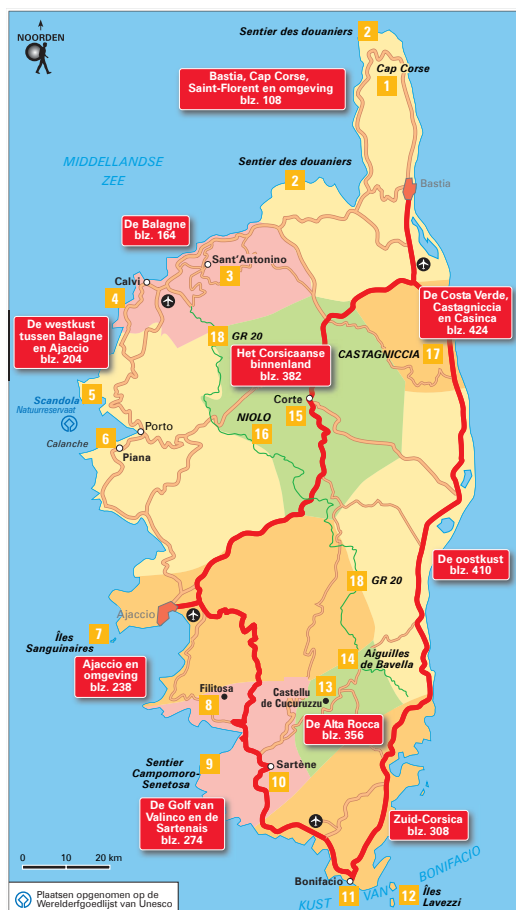 NOORDEN
2
Sentier des douaniers
Cap Corse
1
Bastia, Cap Corse,
Saint-Florent en omgeving
blz. 108
MIDDELLANDSE
ZEE
Sentier des douaniers
2
Bastia
De Balagne
blz. 164
Sant'Antonino
3
Calvi
4
De Costa Verde,
Castagniccia
en Casinca
blz. 424
De westkust
tussen Balagne
en Ajaccio
blz. 204
18 GR 20
Het Corsicaanse
binnenland
blz. 382
CASTAGNICCIA
17
5
Scandola
Natuurreservaat
Corte
15
NIOLO
16
Porto
6
Calanche
Piana
De oostkust
blz. 410
18 GR 20
Ajaccio
7
Îles
Sanguinaires
Ajaccio en
omgeving
blz. 238
14
Aiguilles
de Bavella
Filitosa
8
13
Castellu
de Cucuruzzu
De Alta Rocca
blz. 356
9
Sentier
Campomoro-
Senetosa
Sartène
10
De Golf van
Valinco en de
Sartenais
blz. 274
Zuid-Corsica
blz. 308
0 10 20 km
Bonifacio
11
KUST VAN BONIFACIO
12
Îles
Lavezzi
Plaatsen opgenomen op de
Werelderfgoedlijst van Unesco